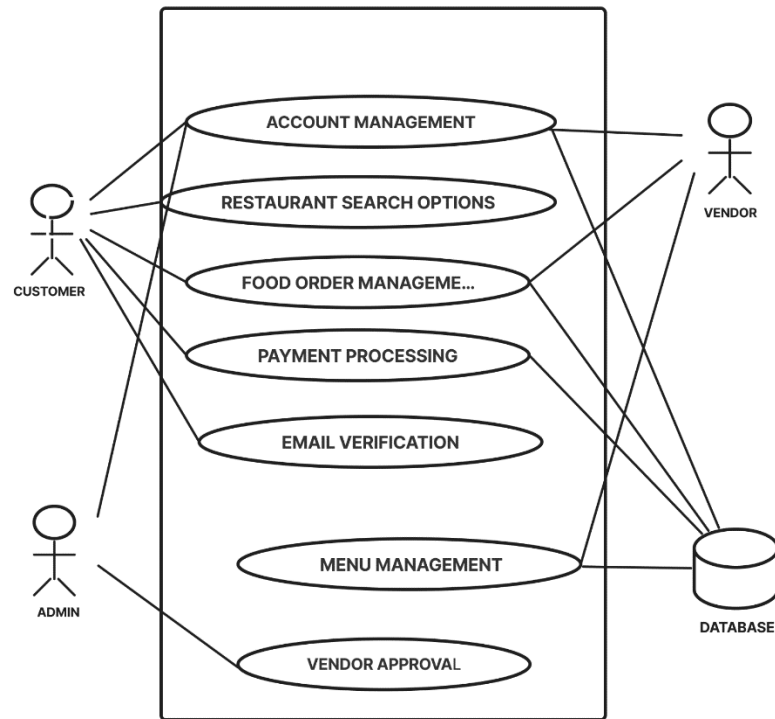 ACCOUNT MANAGEMENT
RESTAURANT SEARCH OPTIONS
VENDOR
FOOD ORDER MANAGEME...
CUSTOMER
PAYMENT PROCESSING
EMAIL VERIFICATION
MENU MANAGEMENT
ADMIN
DATABASE
VENDOR APPROVAL